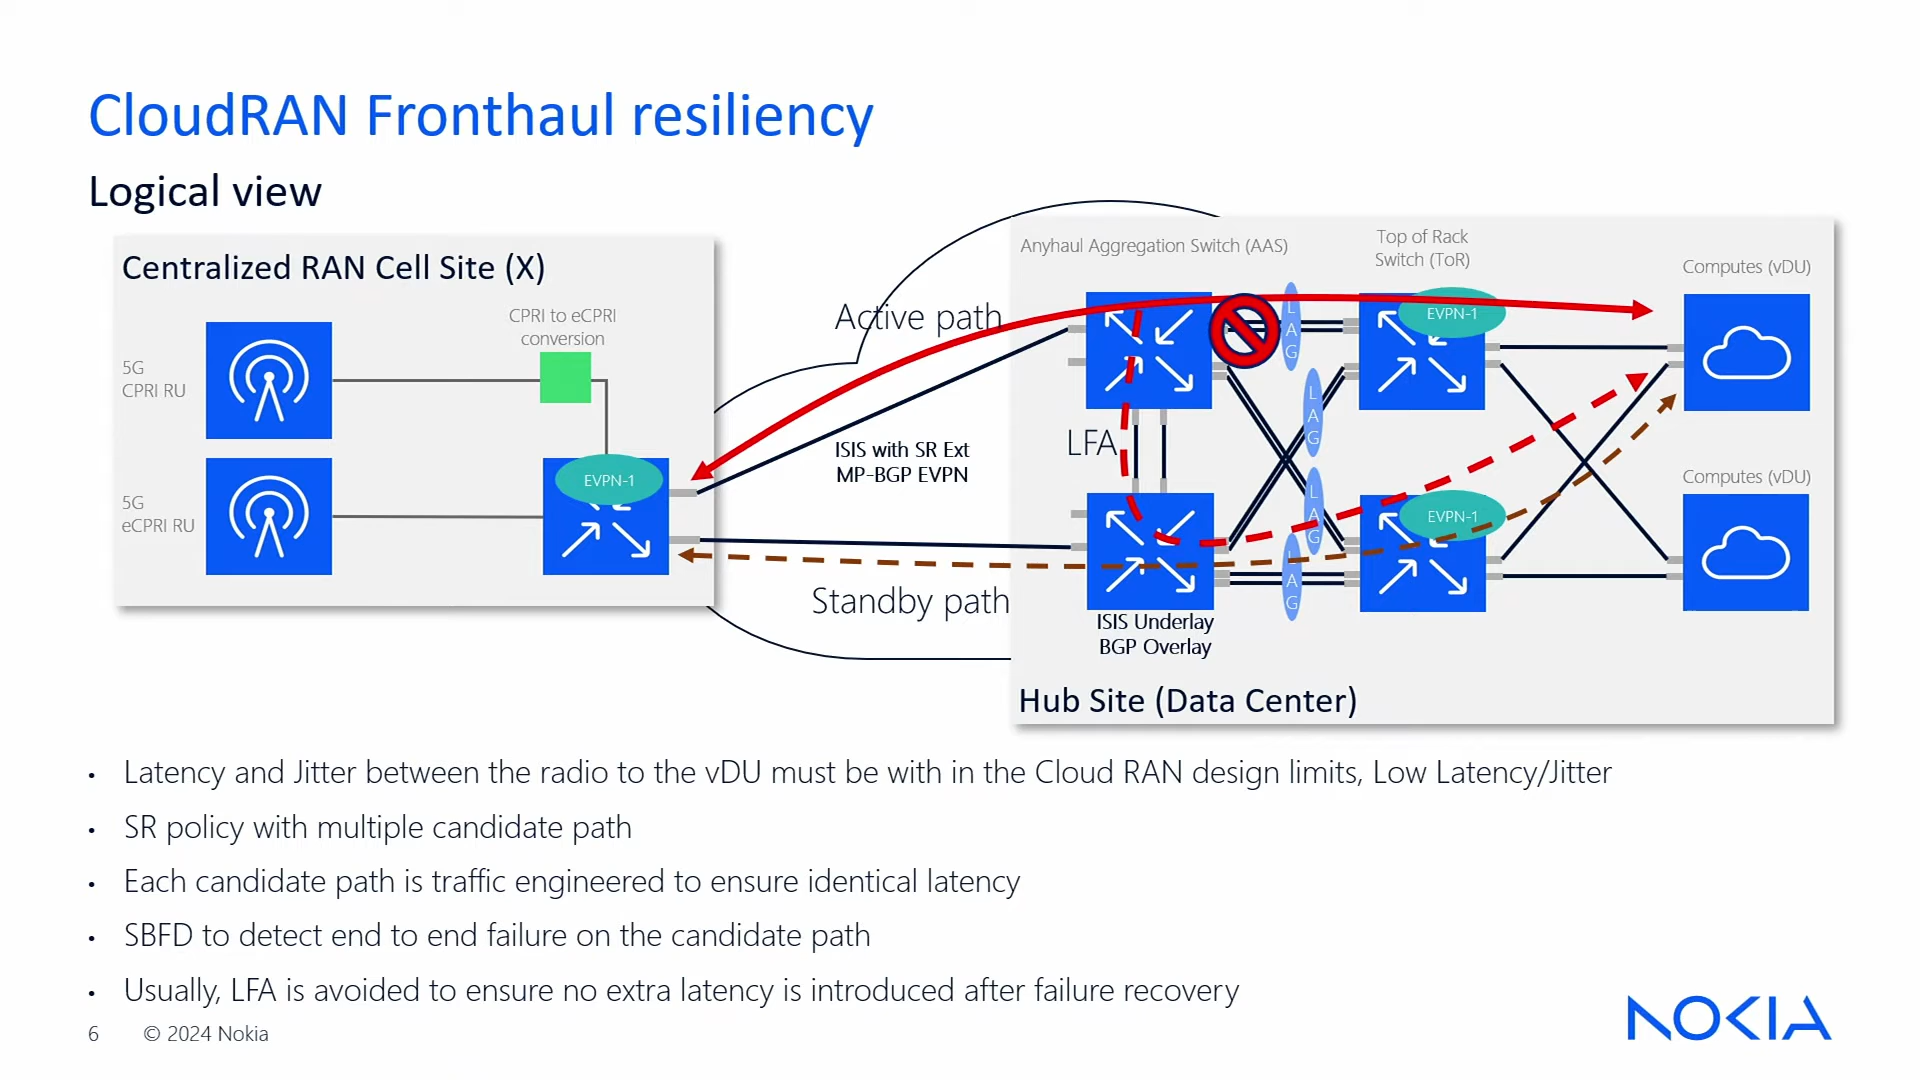 CloudRAN Fronthaul resiliency
Logical view
Centralized RAN Cell Site (X)
CPRI to eCPRI
conversion
5G
CPRI RU
5G
eCPRI RU
EVPN-1
Active path
ISIS with SR Ext
MP-BGP EVPN
Standby path
Anyhaul Aggregation Switch (AAS)
Top of Rack
Switch (ToR)
Computes (vDU)
LAG
EVPN-1
LAG
LFA
LAG
Computes (vDU)
EVPN-1
LAG
ISIS Underlay
BGP Overlay
Hub Site (Data Center)
• Latency and Jitter between the radio to the vDU must be with in the Cloud RAN design limits, Low Latency/Jitter
• SR policy with multiple candidate path
• Each candidate path is traffic engineered to ensure identical latency
• SBFD to detect end to end failure on the candidate path
• Usually, LFA is avoided to ensure no extra latency is introduced after failure recovery
6 © 2024 Nokia
NOKIA